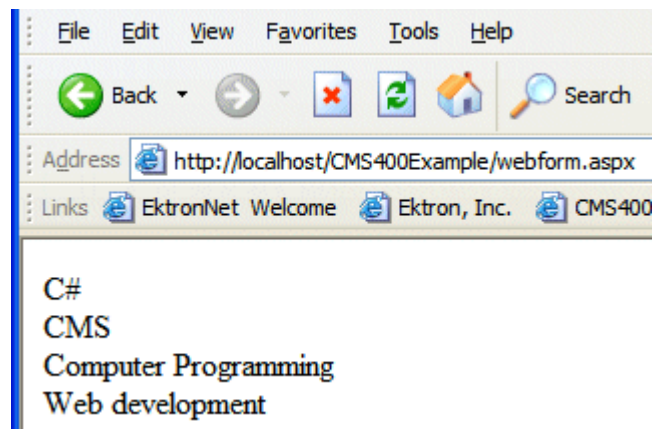 File Edit View Favorites Tools Help
Back Search
Address http://localhost/CMS400Example/webform.aspx
Links EktronNet Welcome Ektron, Inc. CMS400
C#
CMS
Computer Programming
Web development